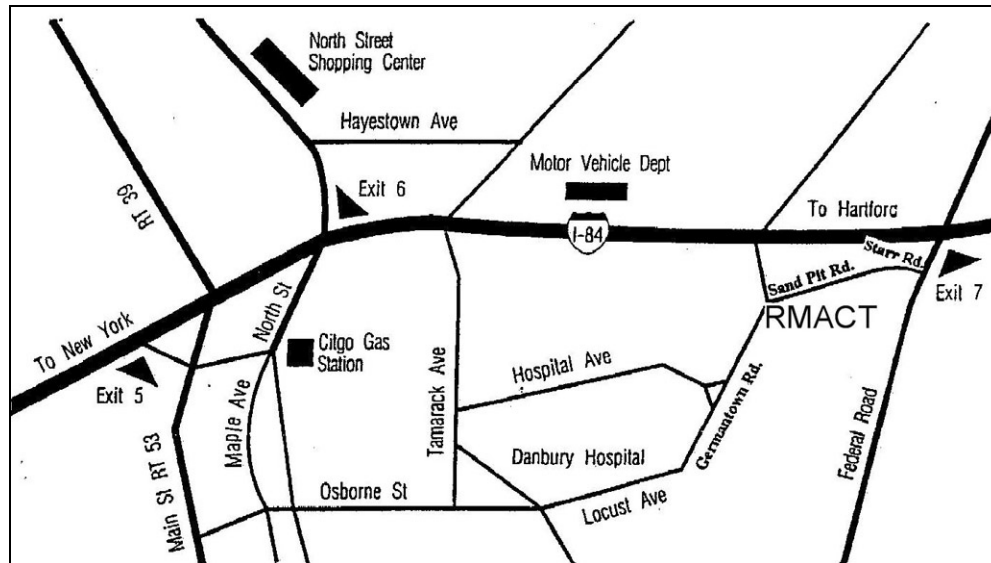 North Street
Shopping Center
Hayestown Ave
RT 39
Exit 6
Motor Vehicle Dept
To Hartford
I-84
Starr Rd.
Sand Pit Rd.
Exit 7
RMACT
To New York
North St
Citgo Gas
Station
Exit 5
Hospital Ave
Tamarack Ave
Maple Ave
Germantown Rd.
Federal Road
Main St RT 53
Danbury Hospital
Osborne St
Locust Ave